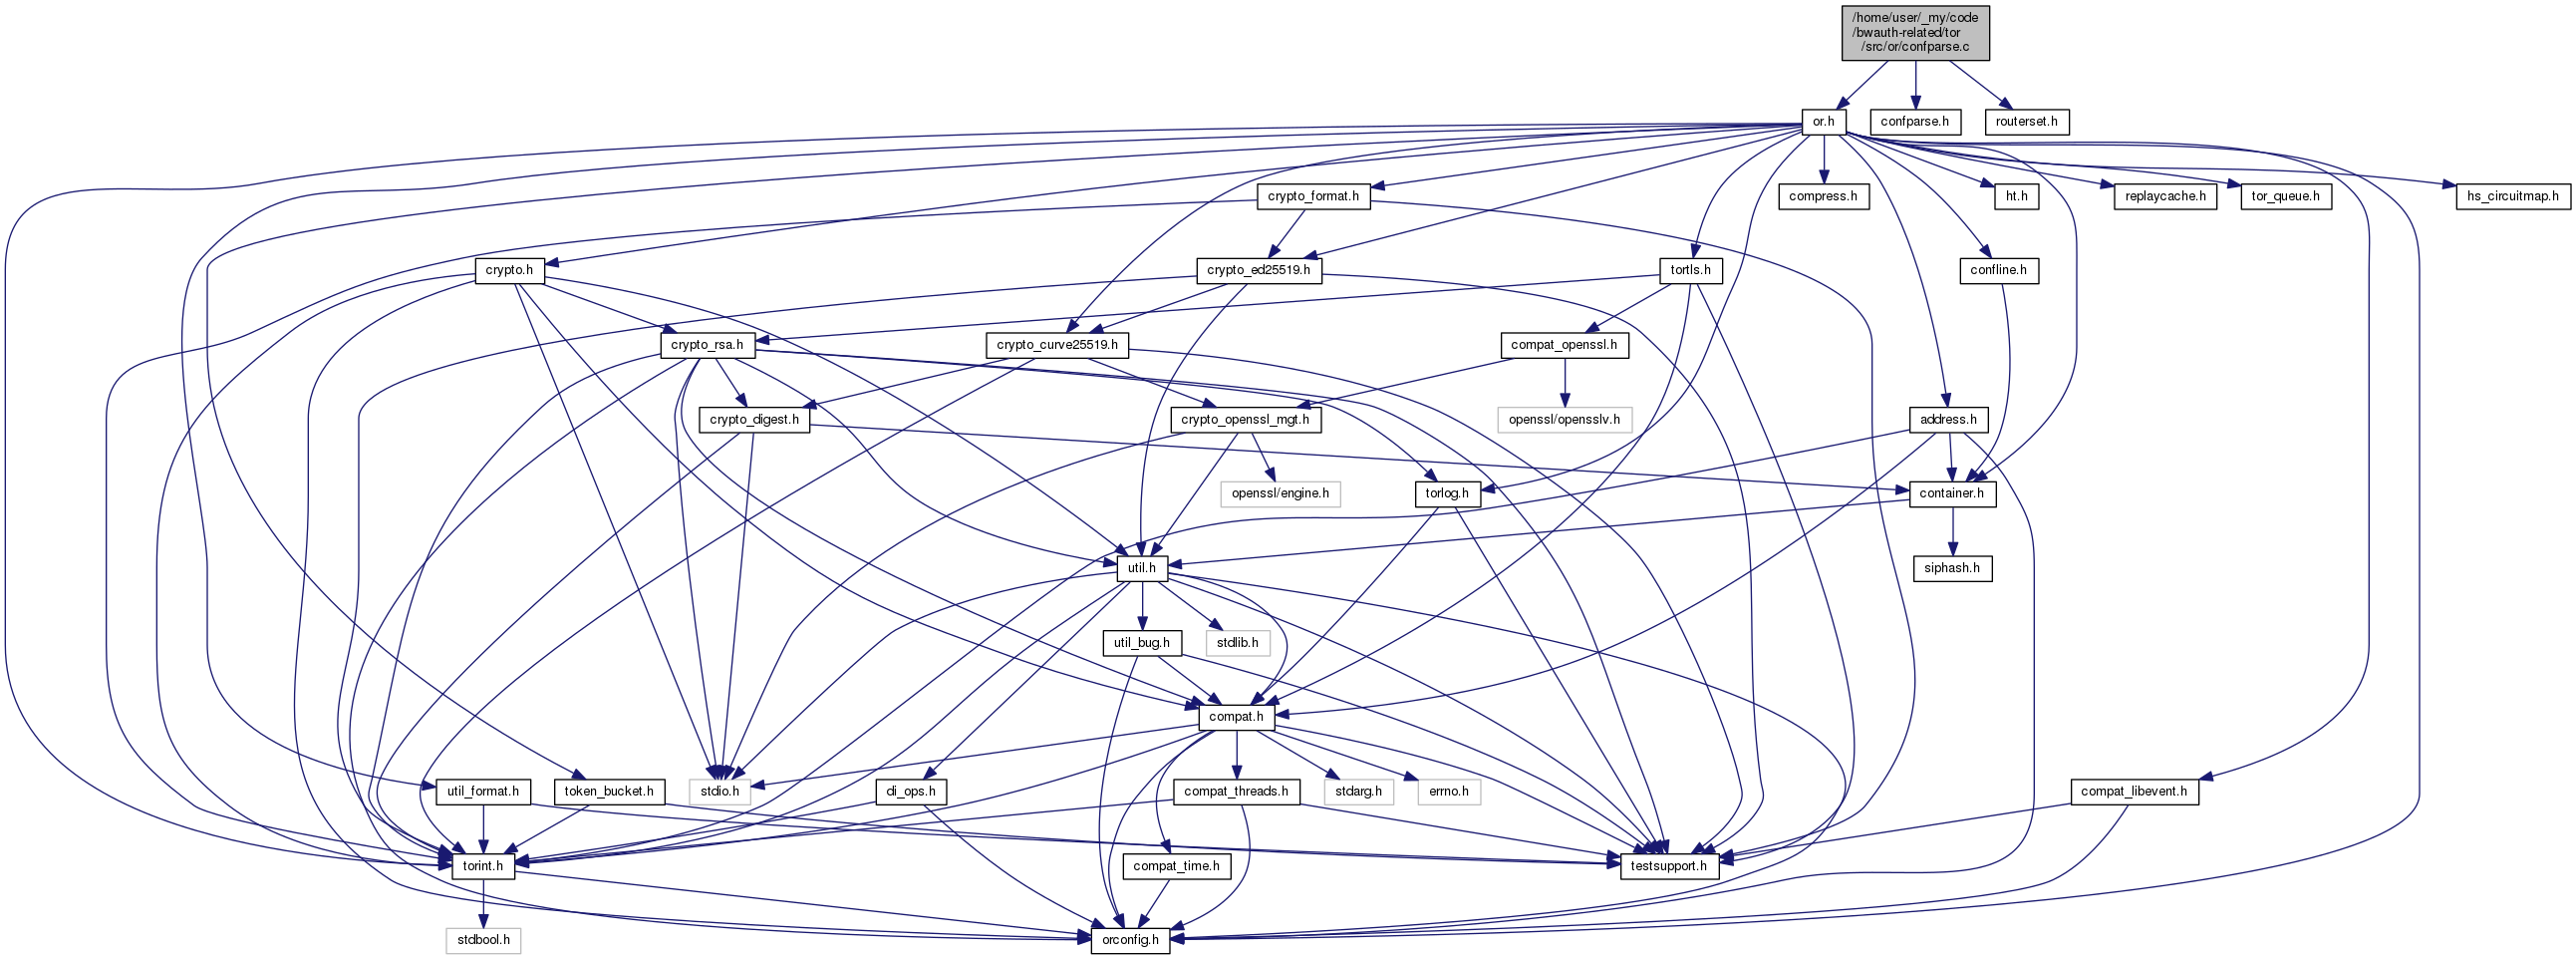 /home/user/_my/code
/bwauth-related/tor
/src/or/confparse.c
or.h
confparse.h
routerset.h
crypto_format.h
compress.h
ht.h
replaycache.h
tor_queue.h
hs_circuitmap.h
crypto.h
crypto_ed25519.h
tortls.h
confline.h
crypto_rsa.h
crypto_curve25519.h
compat_openssl.h
crypto_digest.h
crypto_openssl_mgt.h
openssl/opensslv.h
address.h
openssl/engine.h
torlog.h
container.h
util.h
siphash.h
util_bug.h
stdlib.h
compat.h
util_format.h
token_bucket.h
stdio.h
di_ops.h
compat_threads.h
stdarg.h
errno.h
compat_libevent.h
torint.h
compat_time.h
testsupport.h
stdbool.h
orconfig.h